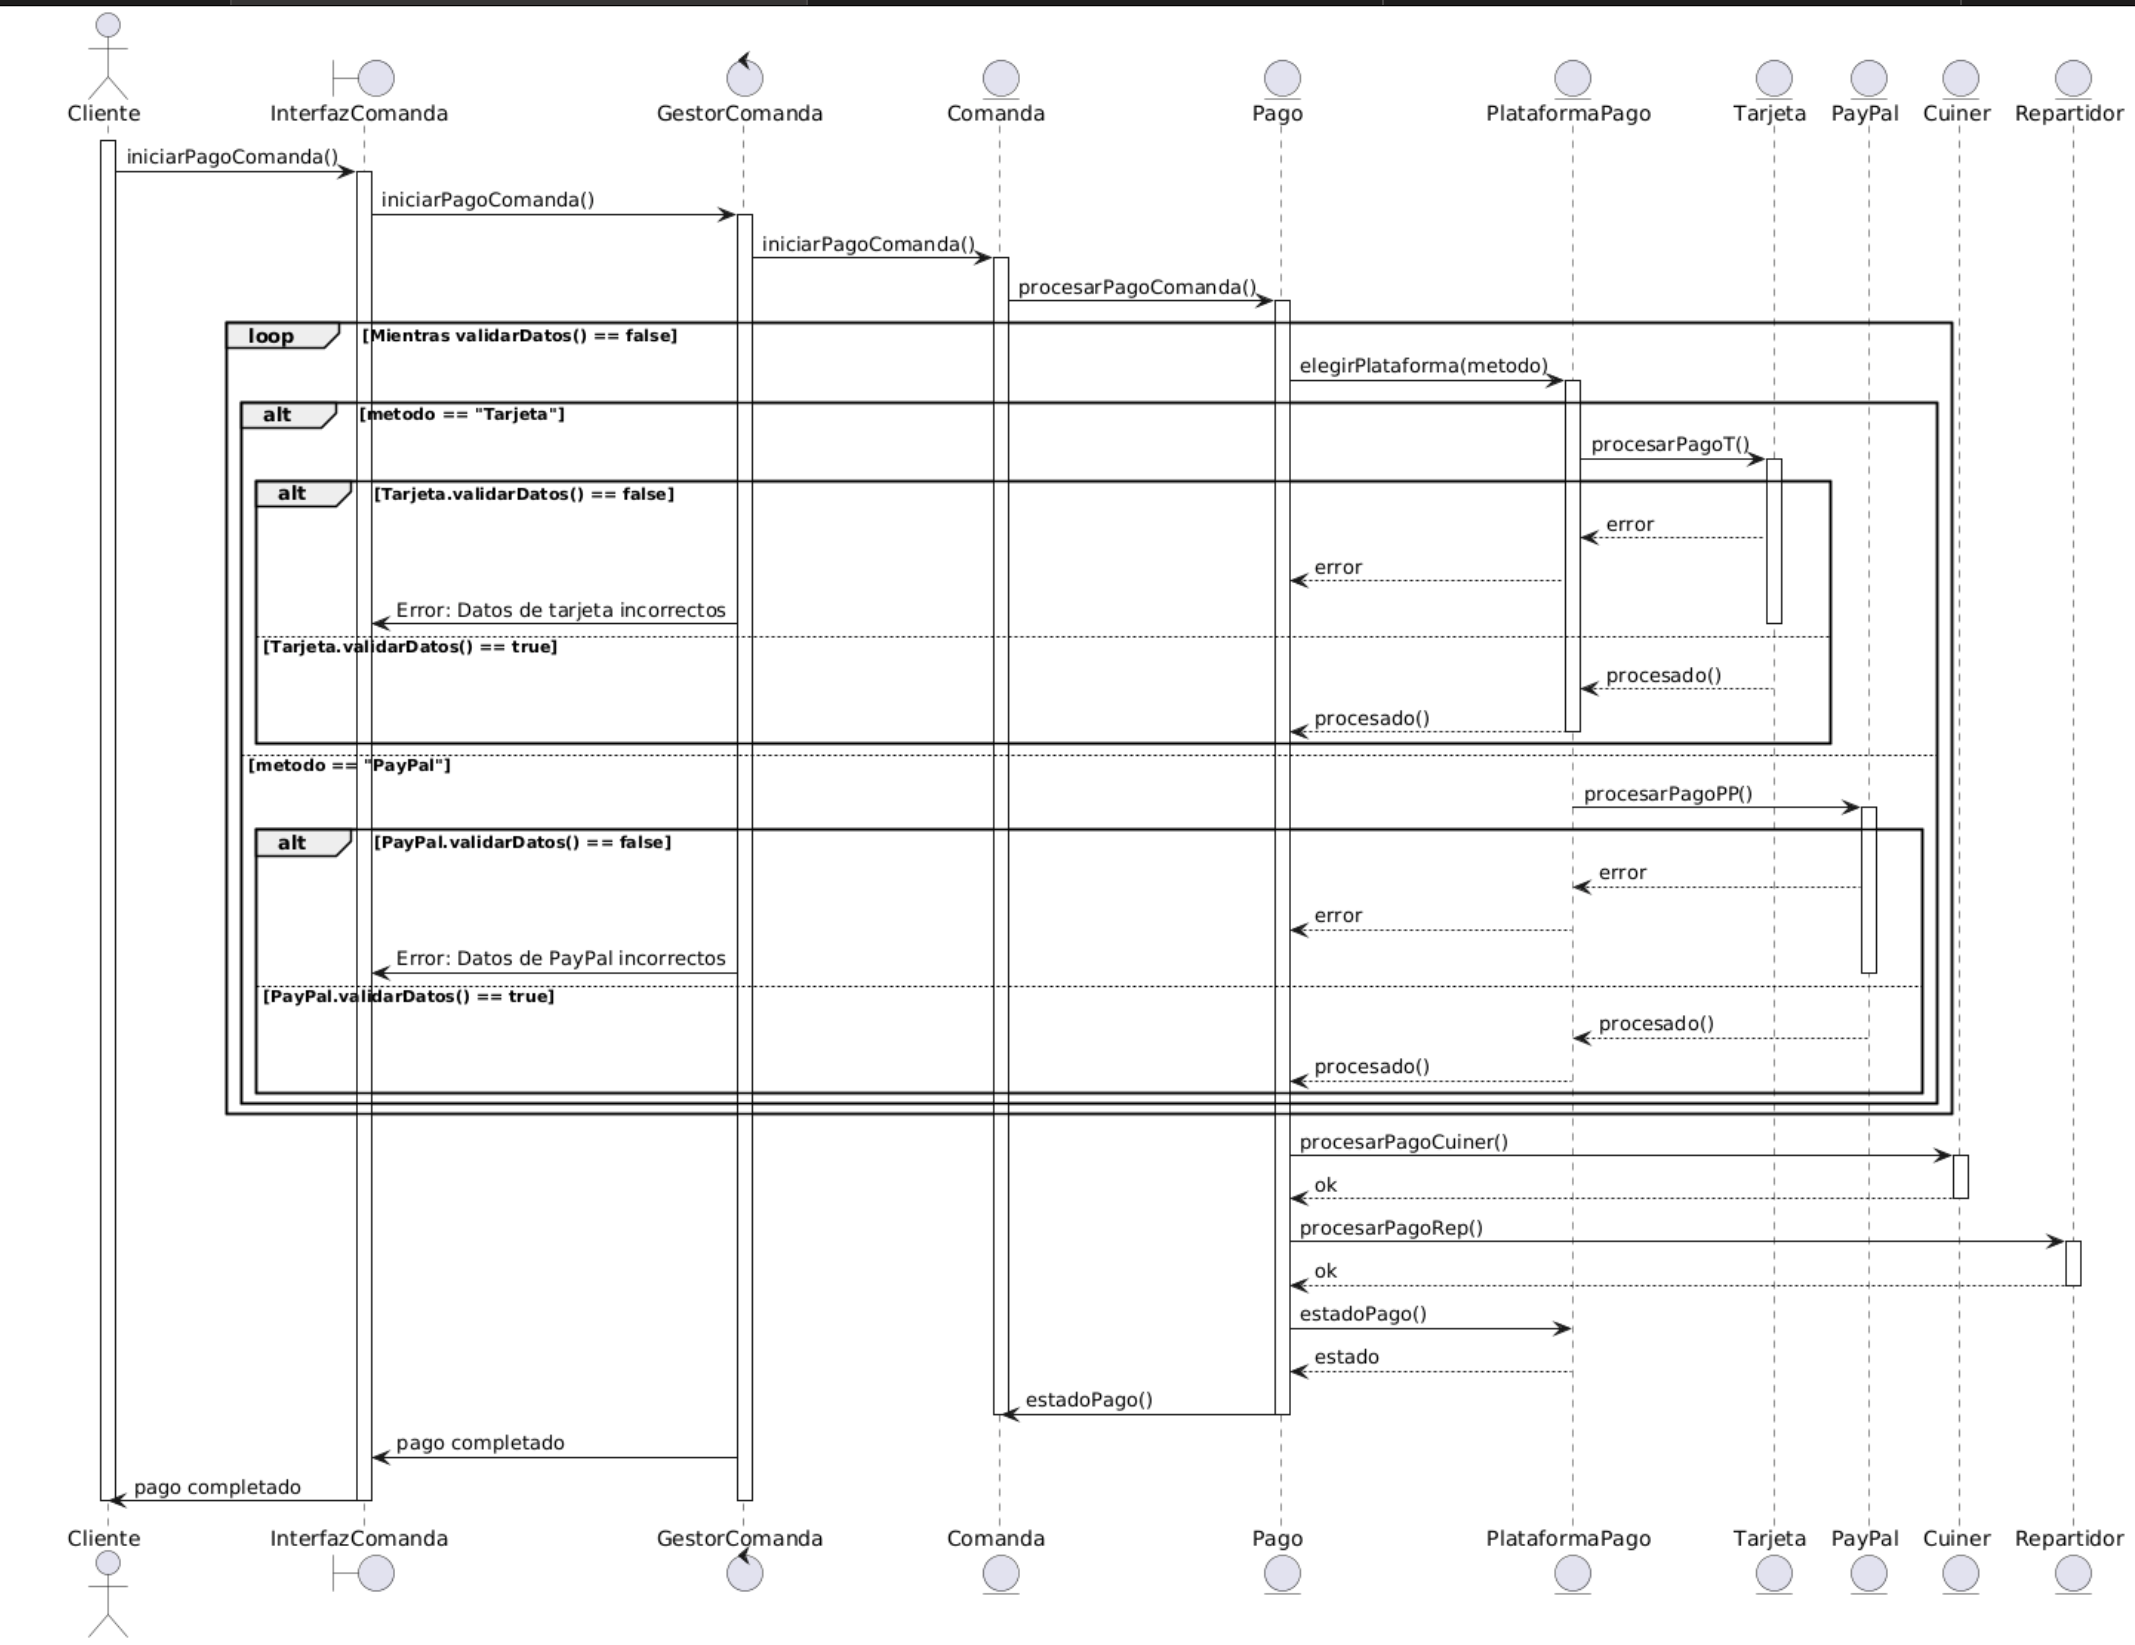 Cliente InterfazComanda GestorComanda Comanda Pago PlataformaPago Tarjeta PayPal Cuiner Repartidor
iniciarPagoComanda()
iniciarPagoComanda()
iniciarPagoComanda()
procesarPagoComanda()
loop [Mientras validarDatos() == false]
elegirPlataforma(metodo)
alt [metodo == "Tarjeta"]
procesarPagoT()
alt [Tarjeta.validarDatos() == false]
error
error
Error: Datos de tarjeta incorrectos
[Tarjeta.validarDatos() == true]
procesado()
procesado()
[metodo == "PayPal"]
procesarPagoPP()
alt [PayPal.validarDatos() == false]
error
error
Error: Datos de PayPal incorrectos
[PayPal.validarDatos() == true]
procesado()
procesado()
procesarPagoCuiner()
ok
procesarPagoRep()
ok
estadoPago()
estado
estadoPago()
pago completado
pago completado
Cliente InterfazComanda GestorComanda Comanda Pago PlataformaPago Tarjeta PayPal Cuiner Repartidor